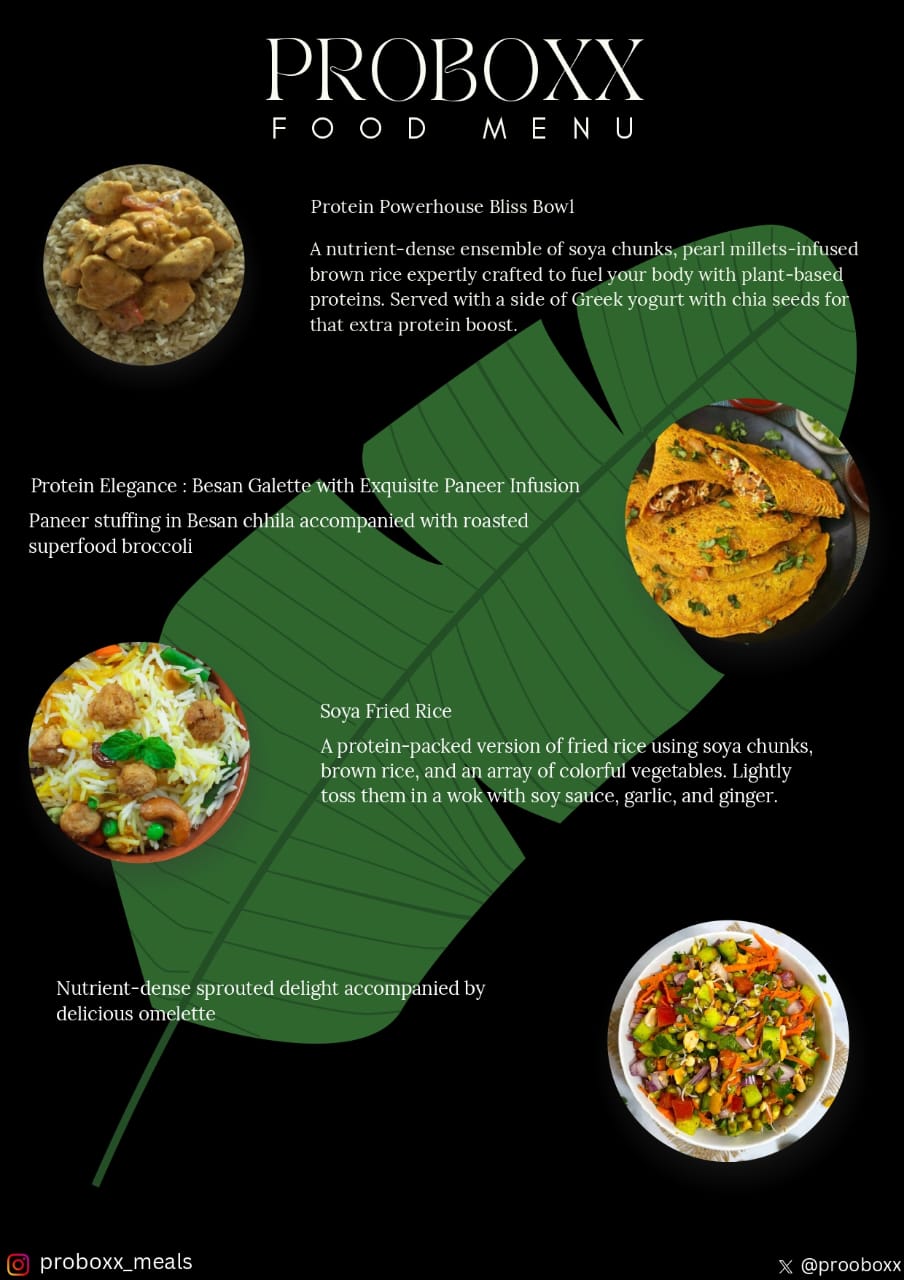 PROBOXX
FOOD MENU
Protein Powerhouse Bliss Bowl
A nutrient-dense ensemble of soya chunks, pearl millets-infused
brown rice expertly crafted to fuel your body with plant-based
proteins. Served with a side of Greek yogurt with chia seeds for
that extra protein boost.
Protein Elegance : Besan Galette with Exquisite Paneer Infusion
Paneer stuffing in Besan chhila accompanied with roasted
superfood broccoli
Soya Fried Rice
A protein-packed version of fried rice using soya chunks,
brown rice, and an array of colorful vegetables. Lightly
toss them in a wok with soy sauce, garlic, and ginger.
Nutrient-dense sprouted delight accompanied by
delicious omelette
proboxx_meals
@prooboxx